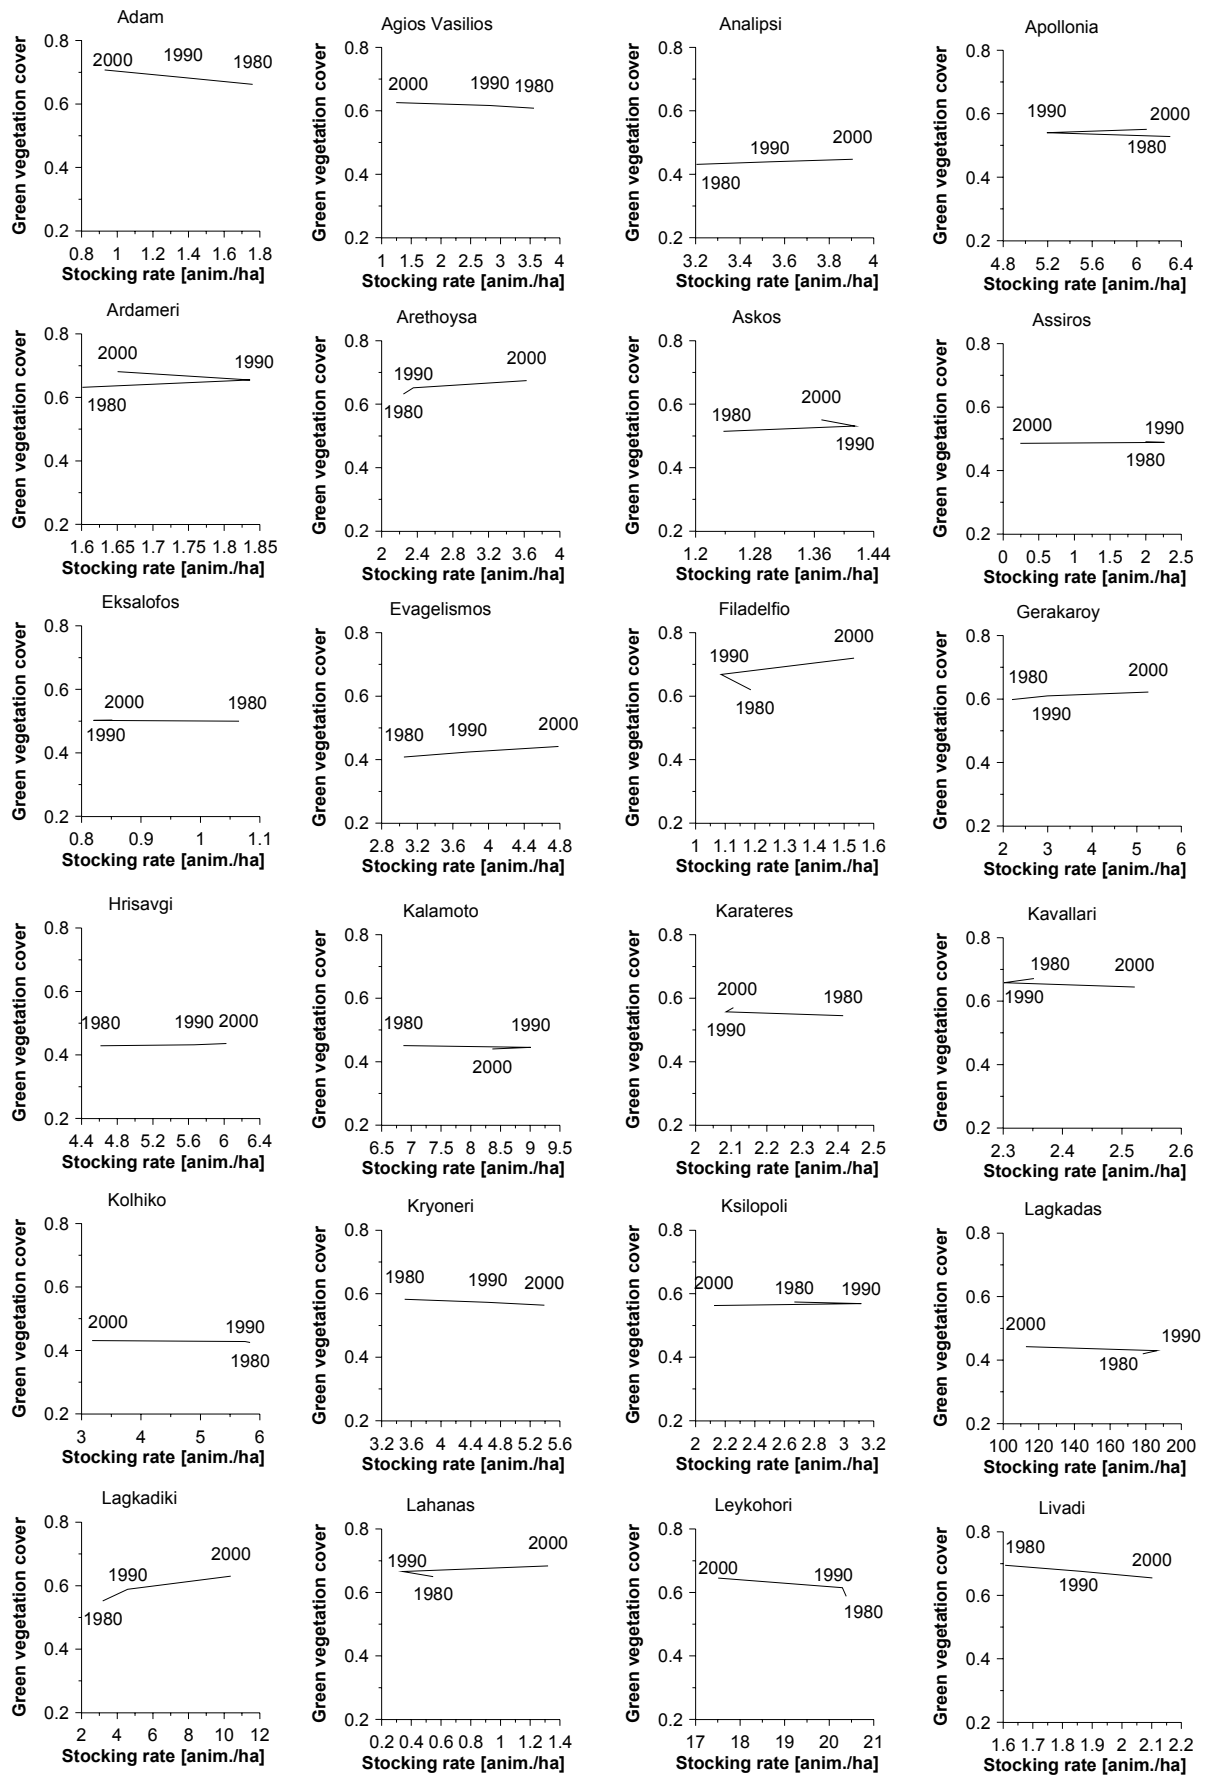 Adam
Green vegetation cover
0.8
0.6
0.4
0.2
2000
1990
1980
0.8 1 1.2 1.4 1.6 1.8
Stocking rate [anim./ha]
Agios Vasilios
Green vegetation cover
0.8
0.6
0.4
0.2
2000
1990
1980
1 1.5 2 2.5 3 3.5 4
Stocking rate [anim./ha]
Analipsi
Green vegetation cover
0.8
0.6
0.4
0.2
2000
1990
1980
3.2 3.4 3.6 3.8 4
Stocking rate [anim./ha]
Apollonia
Green vegetation cover
0.8
0.6
0.4
0.2
1990
2000
1980
4.8 5.2 5.6 6 6.4
Stocking rate [anim./ha]
Ardameri
Green vegetation cover
0.8
0.6
0.4
0.2
2000
1990
1980
1.6 1.65 1.7 1.75 1.8 1.85
Stocking rate [anim./ha]
Arethoysa
Green vegetation cover
0.8
0.6
0.4
0.2
2000
1990
1980
2 2.4 2.8 3.2 3.6 4
Stocking rate [anim./ha]
Askos
Green vegetation cover
0.8
0.6
0.4
0.2
2000
1980
1990
1.2 1.28 1.36 1.44
Stocking rate [anim./ha]
Assiros
Green vegetation cover
0.8
0.6
0.4
0.2
2000
1990
1980
0 0.5 1 1.5 2 2.5
Stocking rate [anim./ha]
Eksalofos
Green vegetation cover
0.8
0.6
0.4
0.2
2000
1980
1990
0.8 0.9 1 1.1
Stocking rate [anim./ha]
Evagelismos
Green vegetation cover
0.8
0.6
0.4
0.2
1980
1990
2000
2.8 3.2 3.6 4 4.4 4.8
Stocking rate [anim./ha]
Filadelfio
Green vegetation cover
0.8
0.6
0.4
0.2
2000
1990
1980
1 1.1 1.2 1.3 1.4 1.5 1.6
Stocking rate [anim./ha]
Gerakaroy
Green vegetation cover
0.8
0.6
0.4
0.2
1980
2000
1990
2 3 4 5 6
Stocking rate [anim./ha]
Hrisavgi
Green vegetation cover
0.8
0.6
0.4
0.2
1980
1990
2000
4.4 4.8 5.2 5.6 6 6.4
Stocking rate [anim./ha]
Kalamoto
Green vegetation cover
0.8
0.6
0.4
0.2
1980
1990
2000
6.5 7 7.5 8 8.5 9 9.5
Stocking rate [anim./ha]
Karateres
Green vegetation cover
0.8
0.6
0.4
0.2
2000
1980
1990
2 2.1 2.2 2.3 2.4 2.5
Stocking rate [anim./ha]
Kavallari
Green vegetation cover
0.8
0.6
0.4
0.2
1980
2000
1990
2.3 2.4 2.5 2.6
Stocking rate [anim./ha]
Kolhiko
Green vegetation cover
0.8
0.6
0.4
0.2
2000
1990
1980
3 4 5 6
Stocking rate [anim./ha]
Kryoneri
Green vegetation cover
0.8
0.6
0.4
0.2
1980
1990
2000
3.2 3.6 4 4.4 4.8 5.2 5.6
Stocking rate [anim./ha]
Ksilopoli
Green vegetation cover
0.8
0.6
0.4
0.2
2000
1980
1990
2 2.2 2.4 2.6 2.8 3 3.2
Stocking rate [anim./ha]
Lagkadas
Green vegetation cover
0.8
0.6
0.4
0.2
2000
1990
1980
100 120 140 160 180 200
Stocking rate [anim./ha]
Lagkadiki
Green vegetation cover
0.8
0.6
0.4
0.2
2000
1990
1980
2 4 6 8 10 12
Stocking rate [anim./ha]
Lahanas
Green vegetation cover
0.8
0.6
0.4
0.2
2000
1990
1980
0.2 0.4 0.6 0.8 1 1.2 1.4
Stocking rate [anim./ha]
Leykohori
Green vegetation cover
0.8
0.6
0.4
0.2
2000
1990
1980
17 18 19 20 21
Stocking rate [anim./ha]
Livadi
Green vegetation cover
0.8
0.6
0.4
0.2
1980
2000
1990
1.6 1.7 1.8 1.9 2 2.1 2.2
Stocking rate [anim./ha]